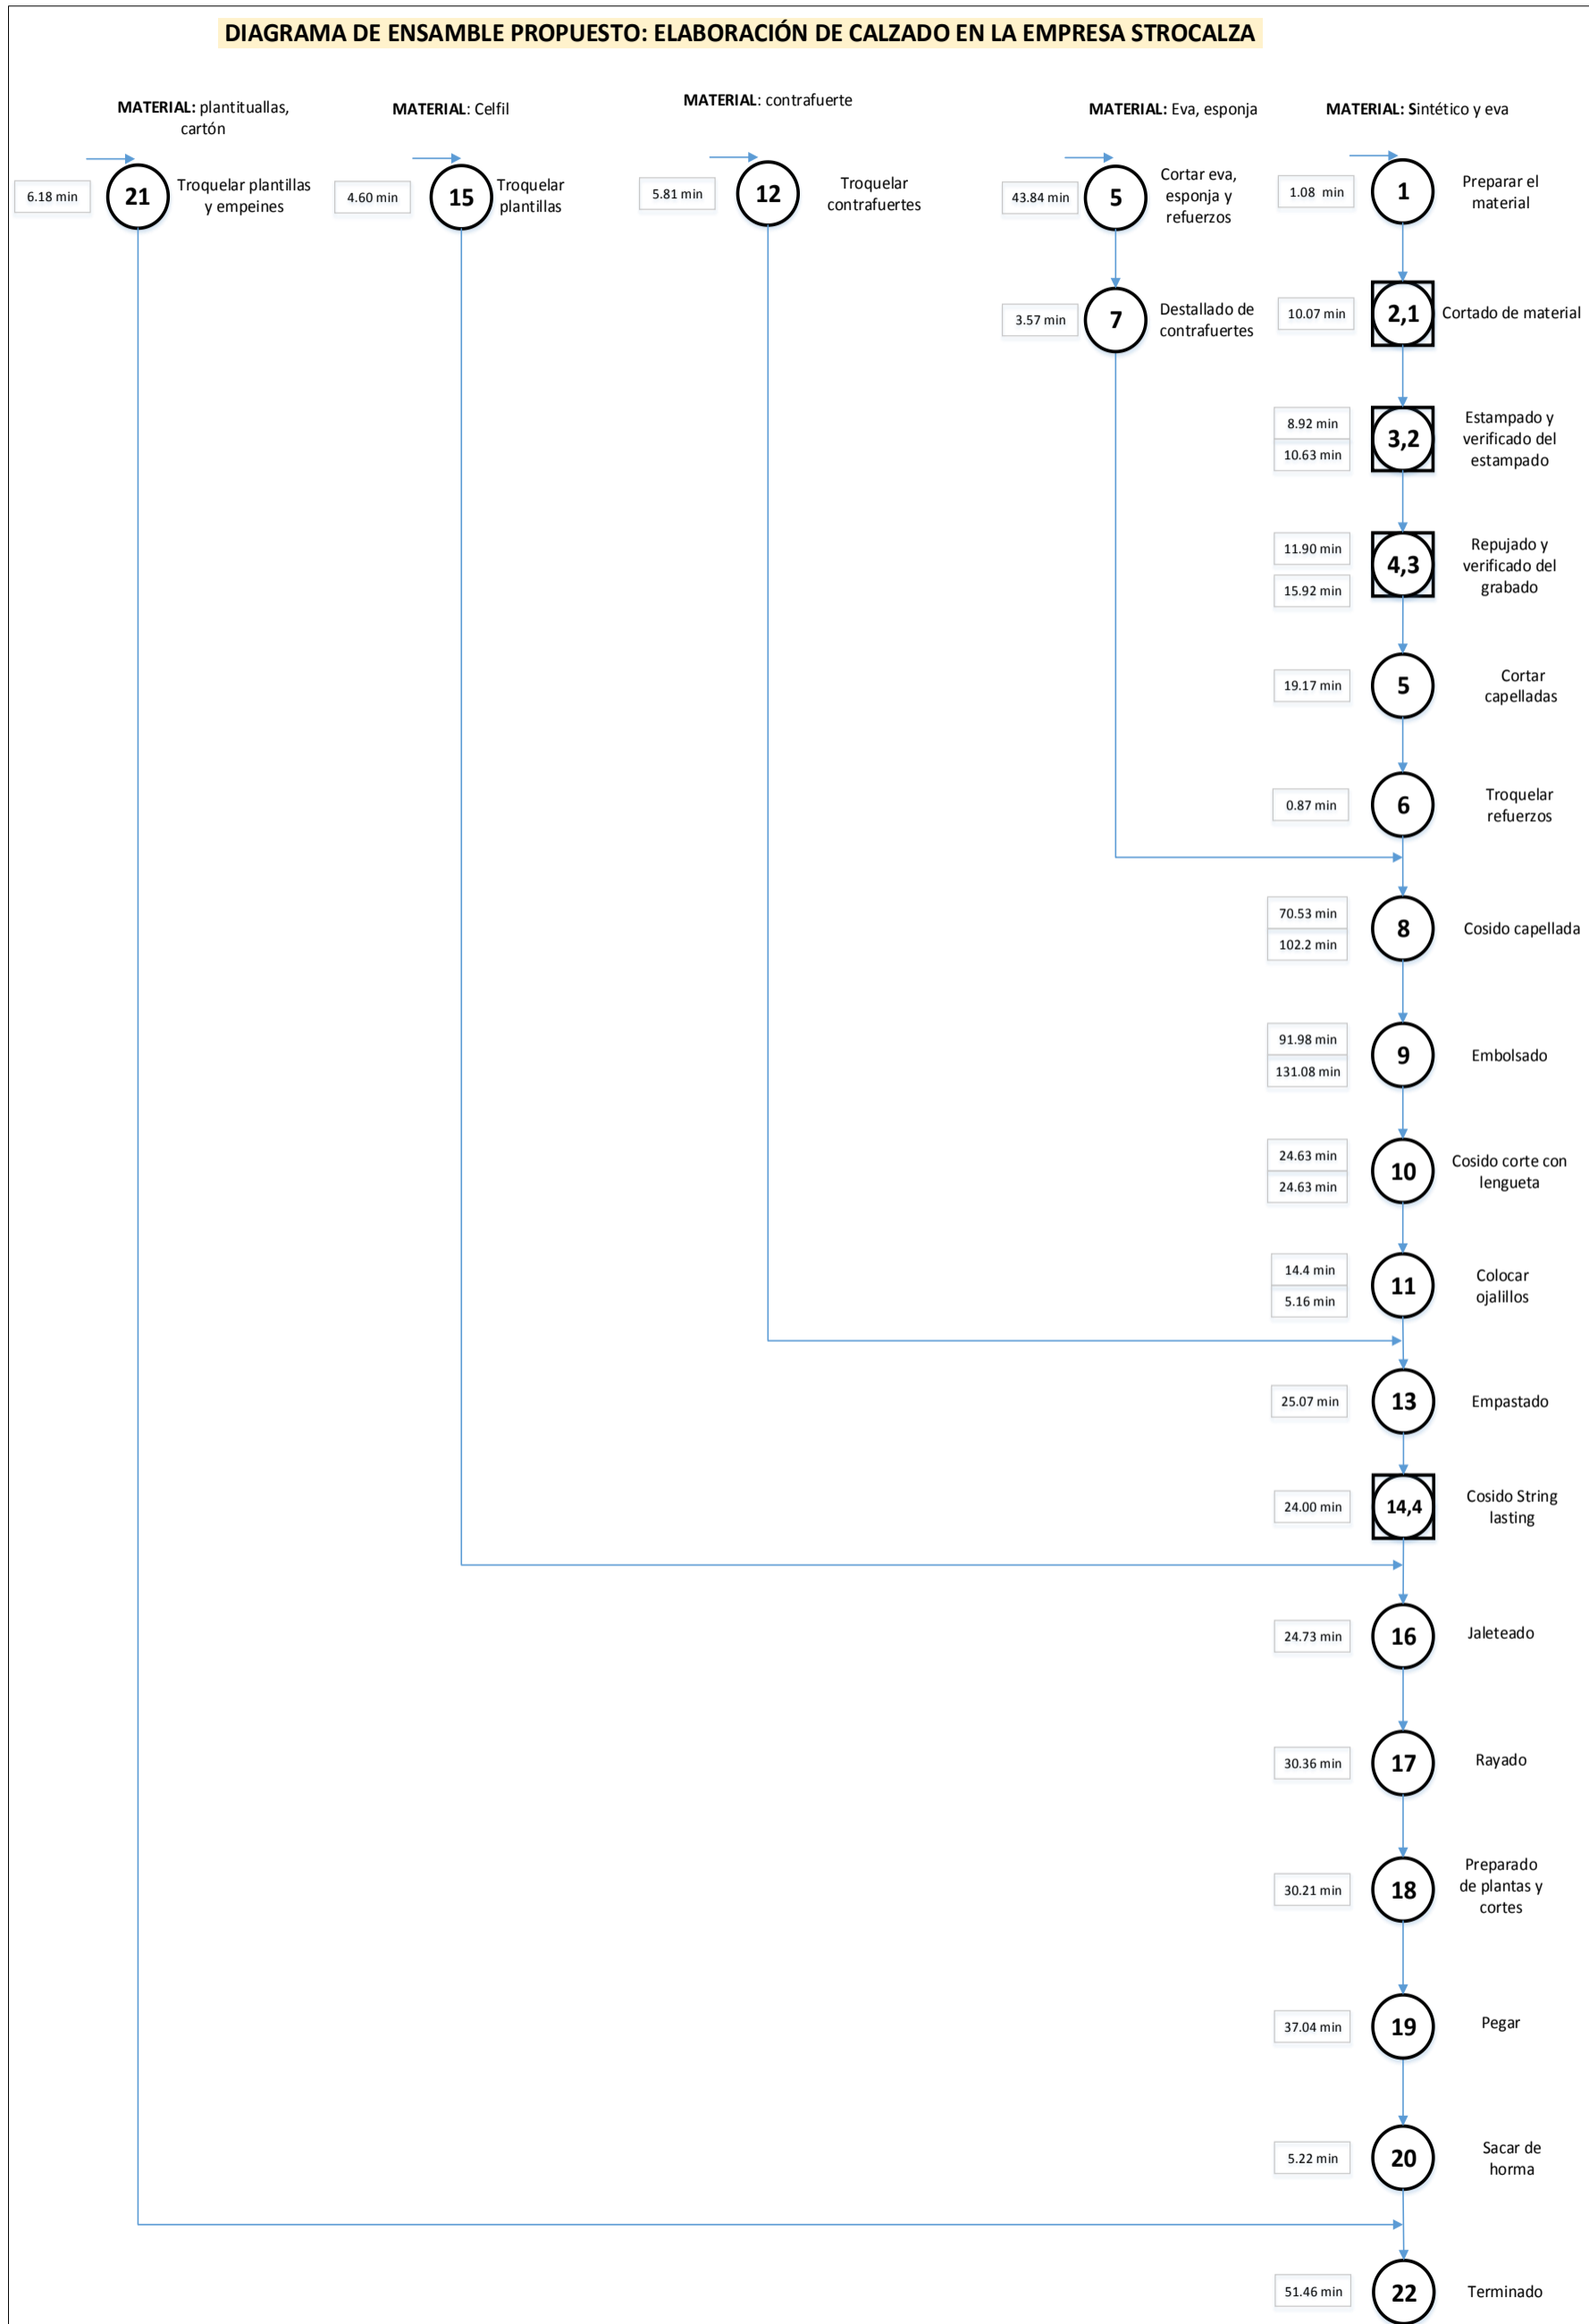 DIAGRAMA DE ENSAMBLE PROPUESTO: ELABORACIÓN DE CALZADO EN LA EMPRESA STROCALZA
MATERIAL: plantituallas,
cartón
MATERIAL: Celfil
MATERIAL: contrafuerte
MATERIAL: Eva, esponja
MATERIAL: Sintético y eva
6.18 min
21
Troquelar plantillas
y empeines
4.60 min
15
Troquelar
plantillas
5.81 min
12
Troquelar
contrafuertes
43.84 min
5
Cortar eva,
esponja y
refuerzos
1.08 min
1
Preparar el
material
3.57 min
7
Destallado de
contrafuertes
10.07 min
2,1
Cortado de material
8.92 min
10.63 min
3,2
Estampado y
verificado del
estampado
11.90 min
15.92 min
4,3
Repujado y
verificado del
grabado
19.17 min
5
Cortar
capelladas
0.87 min
6
Troquelar
refuerzos
70.53 min
102.2 min
8
Cosido capellada
91.98 min
131.08 min
9
Embolsado
24.63 min
24.63 min
10
Cosido corte con
lengueta
14.4 min
5.16 min
11
Colocar
ojalillos
25.07 min
13
Empastado
24.00 min
14,4
Cosido String
lasting
24.73 min
16
Jaleteado
30.36 min
17
Rayado
30.21 min
18
Preparado
de plantas y
cortes
37.04 min
19
Pegar
5.22 min
20
Sacar de
horma
51.46 min
22
Terminado